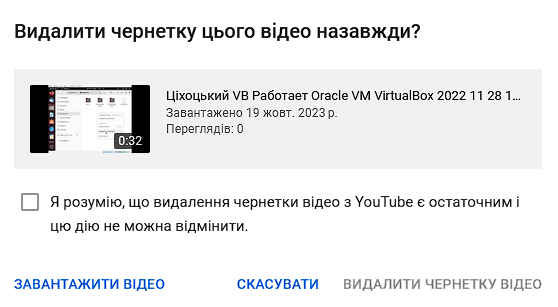 Видалити чернетку цього відео назавжди?
Ціхоцький VB Работает Oracle VM VirtualBox 2022 11 28 1...
Завантажено 19 жовт. 2023 р.
Переглядів: 0
0:32
Я розумію, що видалення чернетки відео з YouTube є остаточним і
цю дію не можна відмінити.
ЗАВАНТАЖИТИ ВІДЕО СКАСУВАТИ ВИДАЛИТИ ЧЕРНЕТКУ ВІДЕО